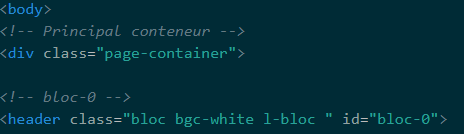 <body>
<!-- Principal conteneur -->
<div class="page-container">
<!-- bloc-0 -->
<header class="bloc bgc-white l-bloc " id="bloc-0">